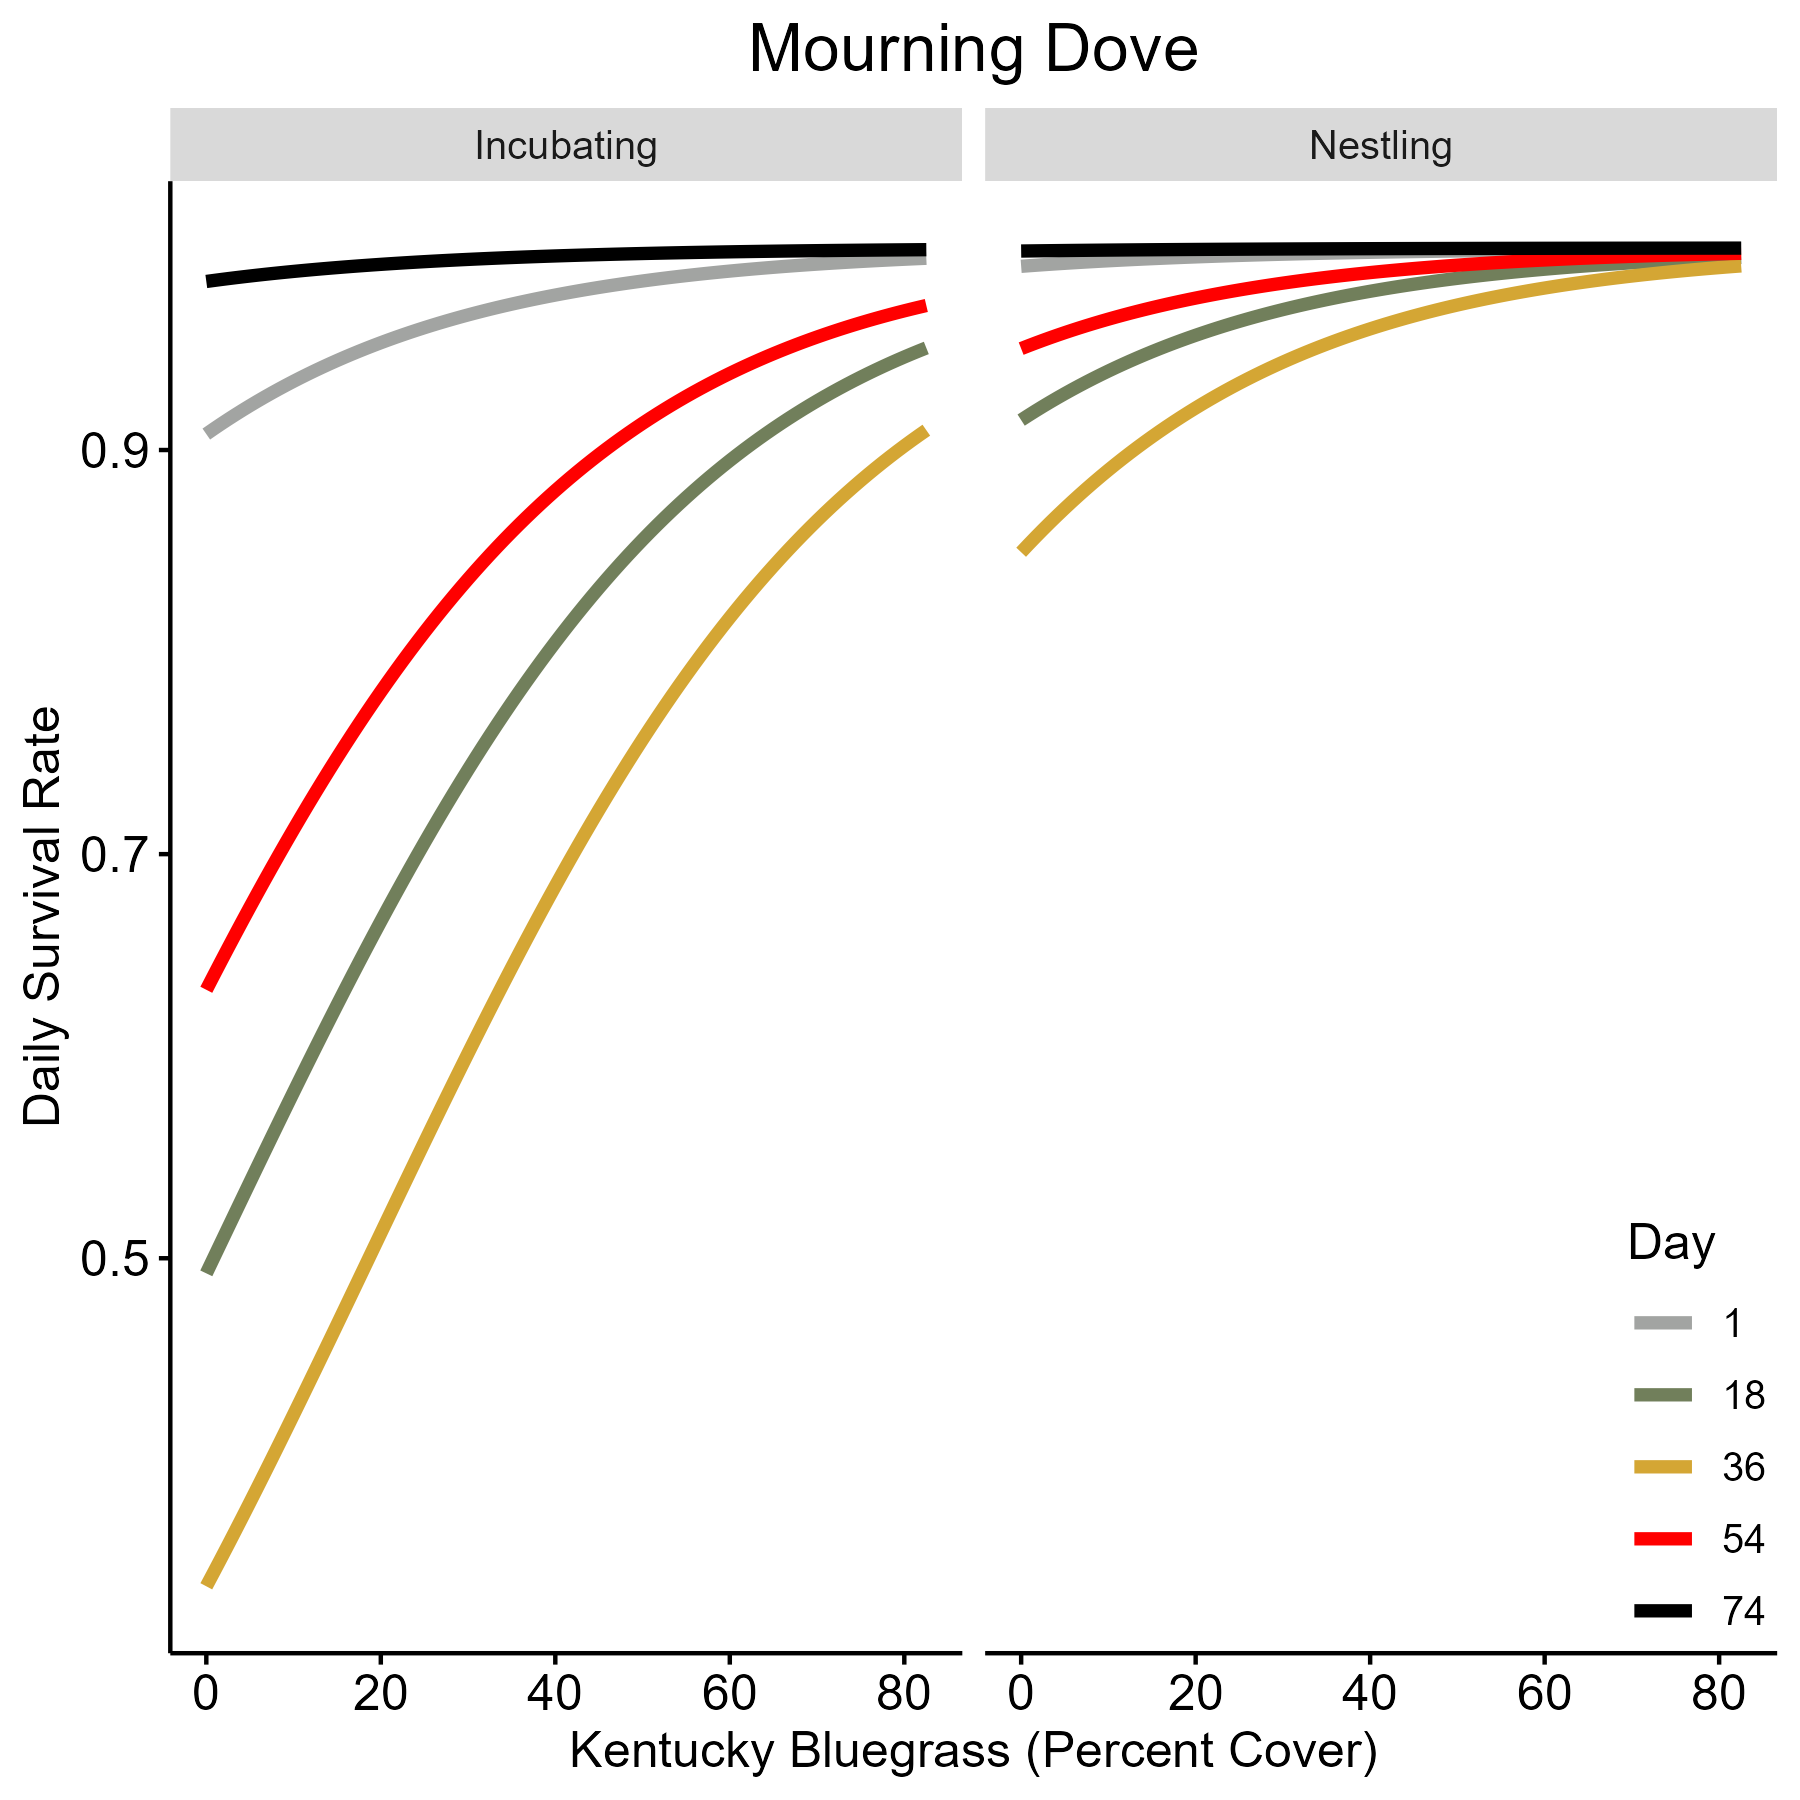 Mourning Dove
Incubating
Nestling
Daily Survival Rate
0.9
0.7
0.5
Day
1
18
36
54
74
0 20 40 60 80
0 20 40 60 80
Kentucky Bluegrass (Percent Cover)